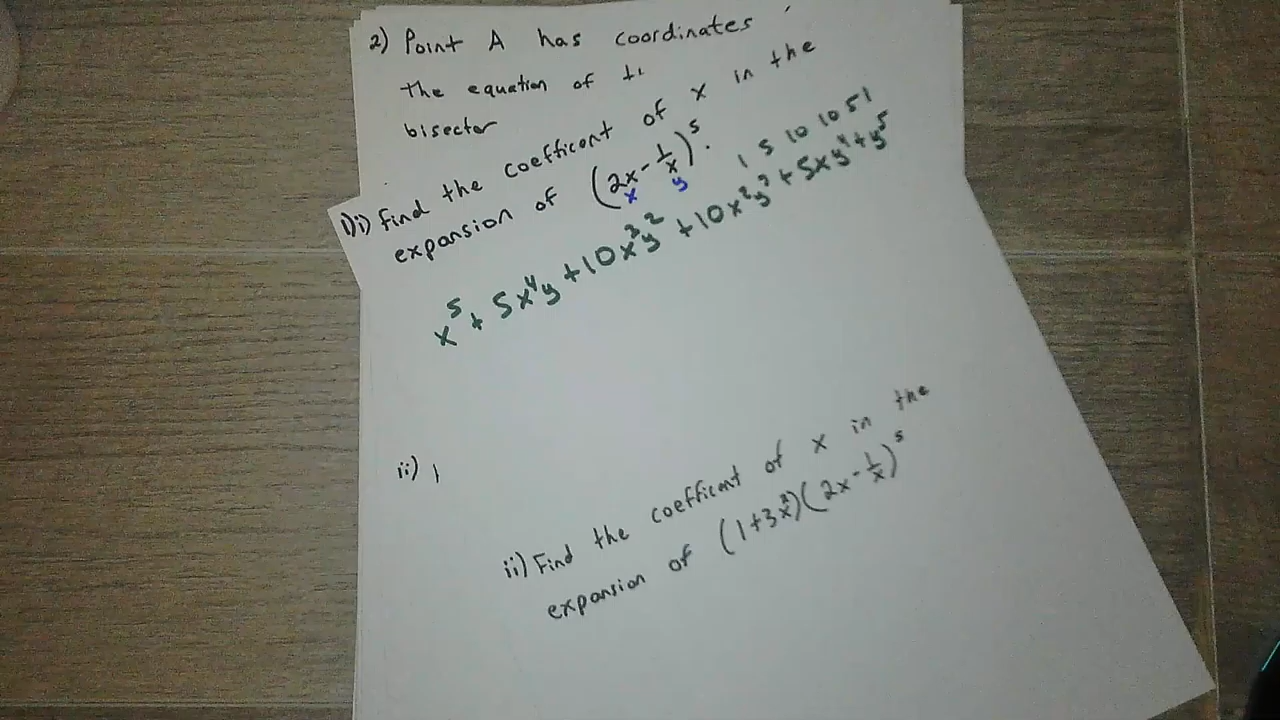 2) Point A has coordinates
the equation of
bisector
1) i) Find the coefficent of x in the
expansion of (2x - 1/x)^5.
x y
1 5 10 10 5 1
x^5 + 5x^4y + 10x^3y^2 + 10x^2y^3 + 5xy^4 + y^5
ii)
ii) Find the coefficent of x in the
expansion of (1+3x^2)(2x - 1/x)^5